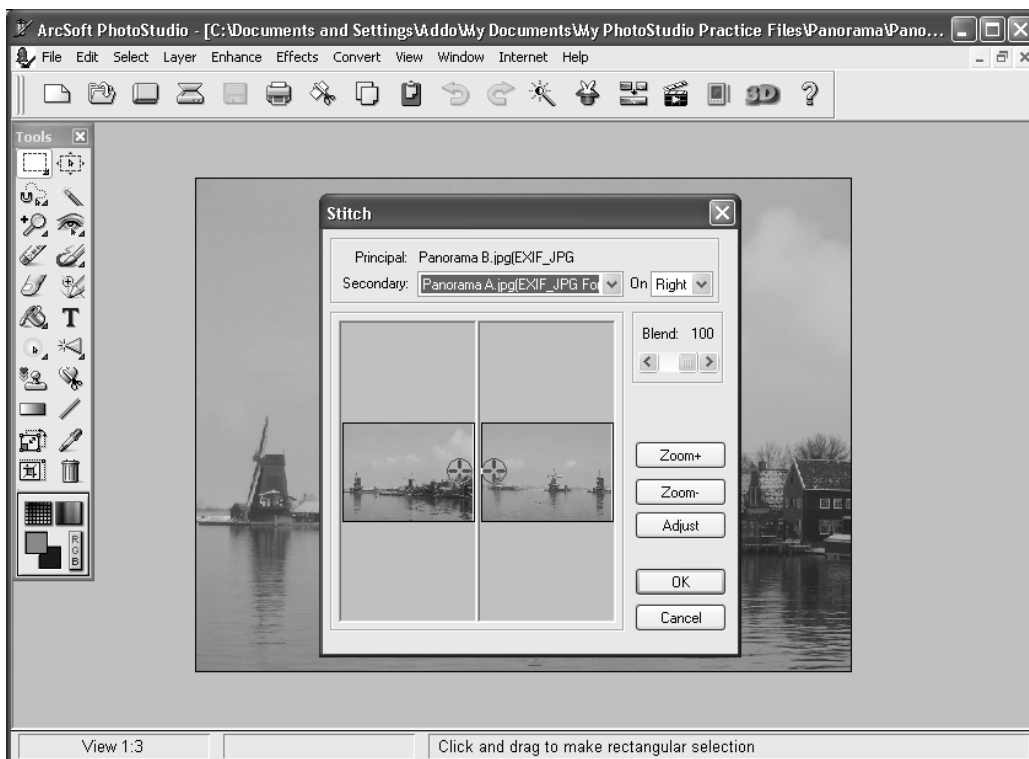 ArcSoft PhotoStudio - [C:\Documents and Settings\Addo\My Documents\My PhotoStudio Practice Files\Panorama\Pano...
File Edit Select Layer Enhance Effects Convert View Window Internet Help
3D ?
Tools
T
R
G
B
Stitch
Principal: Panorama B.jpg(EXIF_JPG
Secondary: Panorama A.jpg(EXIF_JPG For On Right
Blend: 100
Zoom+
Zoom-
Adjust
OK
Cancel
View 1:3 Click and drag to make rectangular selection